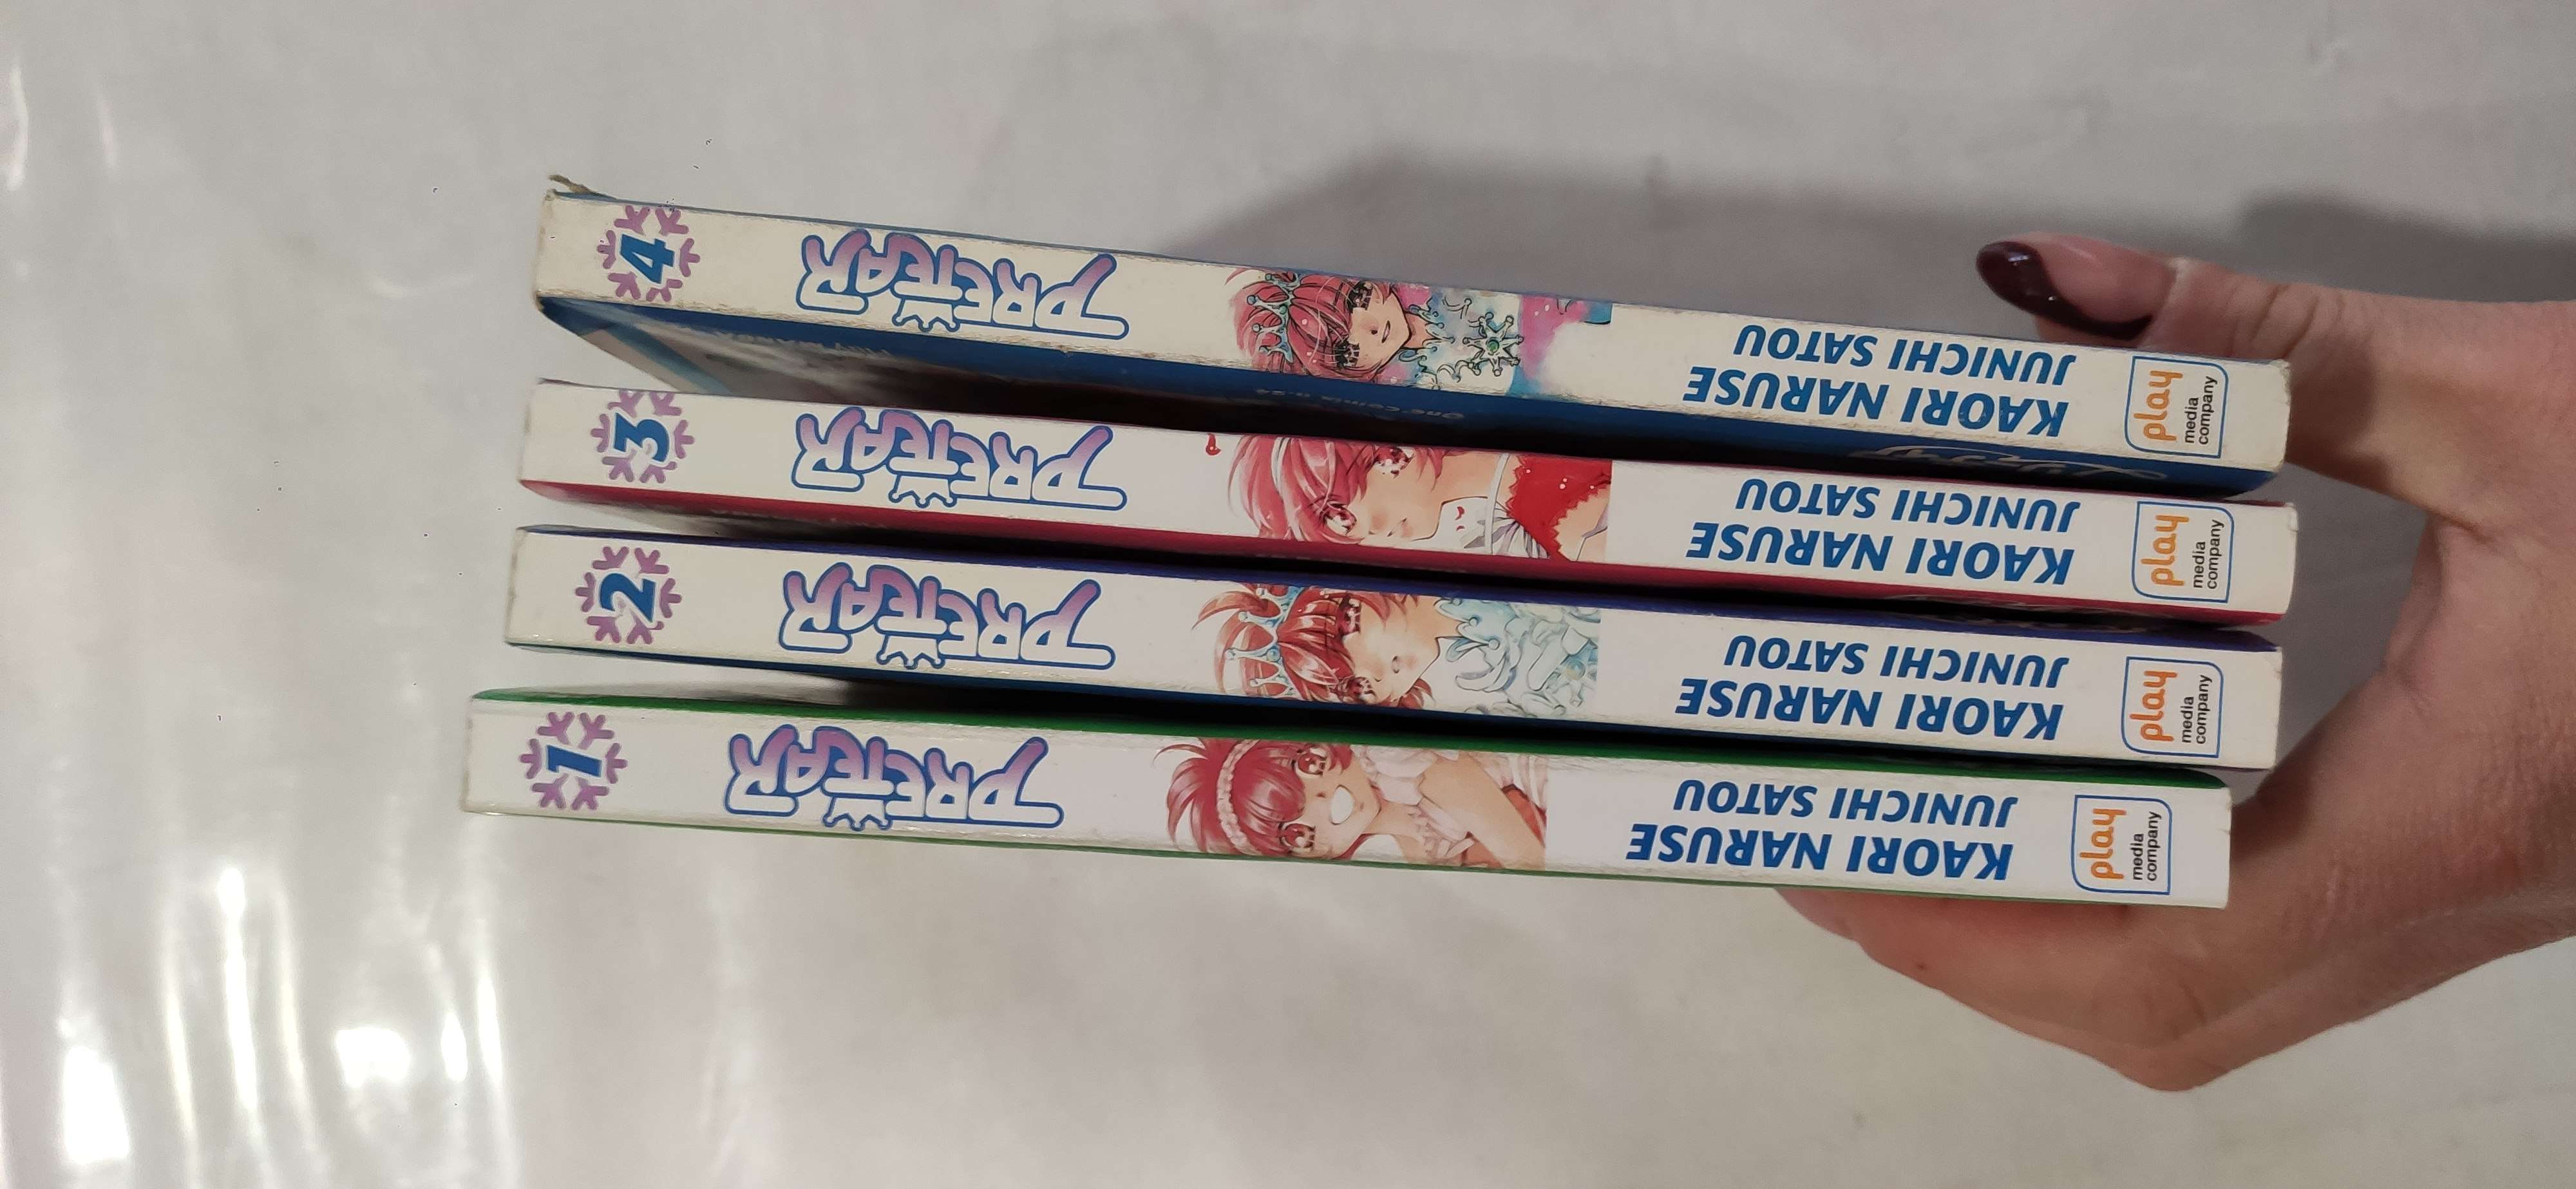 4
PRETEAR
KAORI NARUSE
JUNICHI SATOU
play
media
company
3
PRETEAR
KAORI NARUSE
JUNICHI SATOU
play
media
company
2
PRETEAR
KAORI NARUSE
JUNICHI SATOU
play
media
company
1
PRETEAR
KAORI NARUSE
JUNICHI SATOU
play
media
company